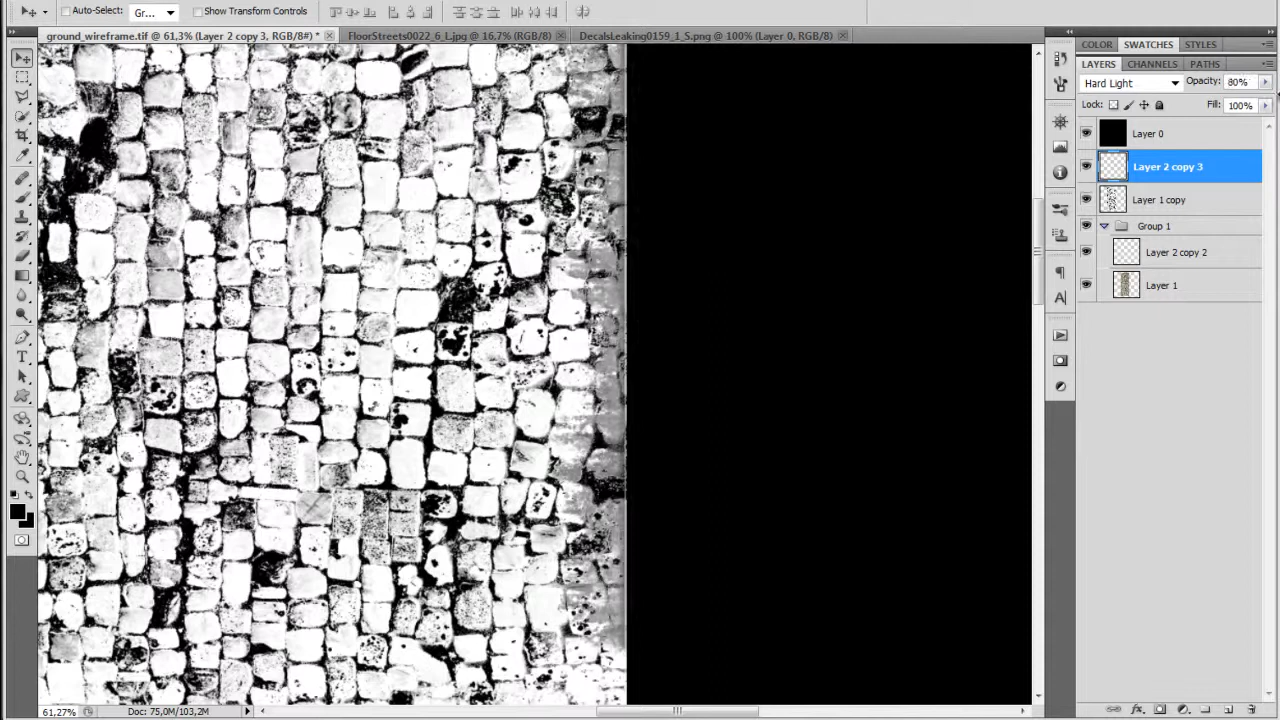 Auto-Select: Gr... Show Transform Controls
ground_wireframe.tif @ 61,3% (Layer 2 copy 3, RGB/8#) * FloorStreets0022_6_L.jpg @ 16,7% (RGB/8) DecalsLeaking0159_1_S.png @ 100% (Layer 0, RGB/8)
COLOR SWATCHES STYLES
LAYERS CHANNELS PATHS
Hard Light Opacity: 80%
Lock: Fill: 100%
Layer 0
Layer 2 copy 3
Layer 1 copy
Group 1
Layer 2 copy 2
Layer 1
61,27% Doc: 75,0M/103,2M